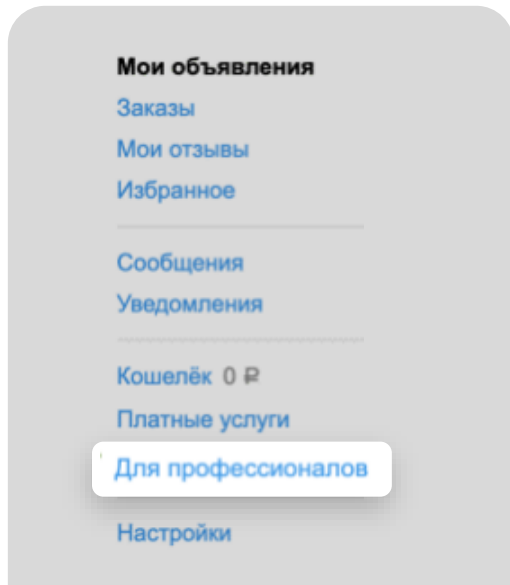 Мои объявления
Заказы
Мои отзывы
Избранное
Сообщения
Уведомления
Кошелёк 0 ₽
Платные услуги
Для профессионалов
Настройки